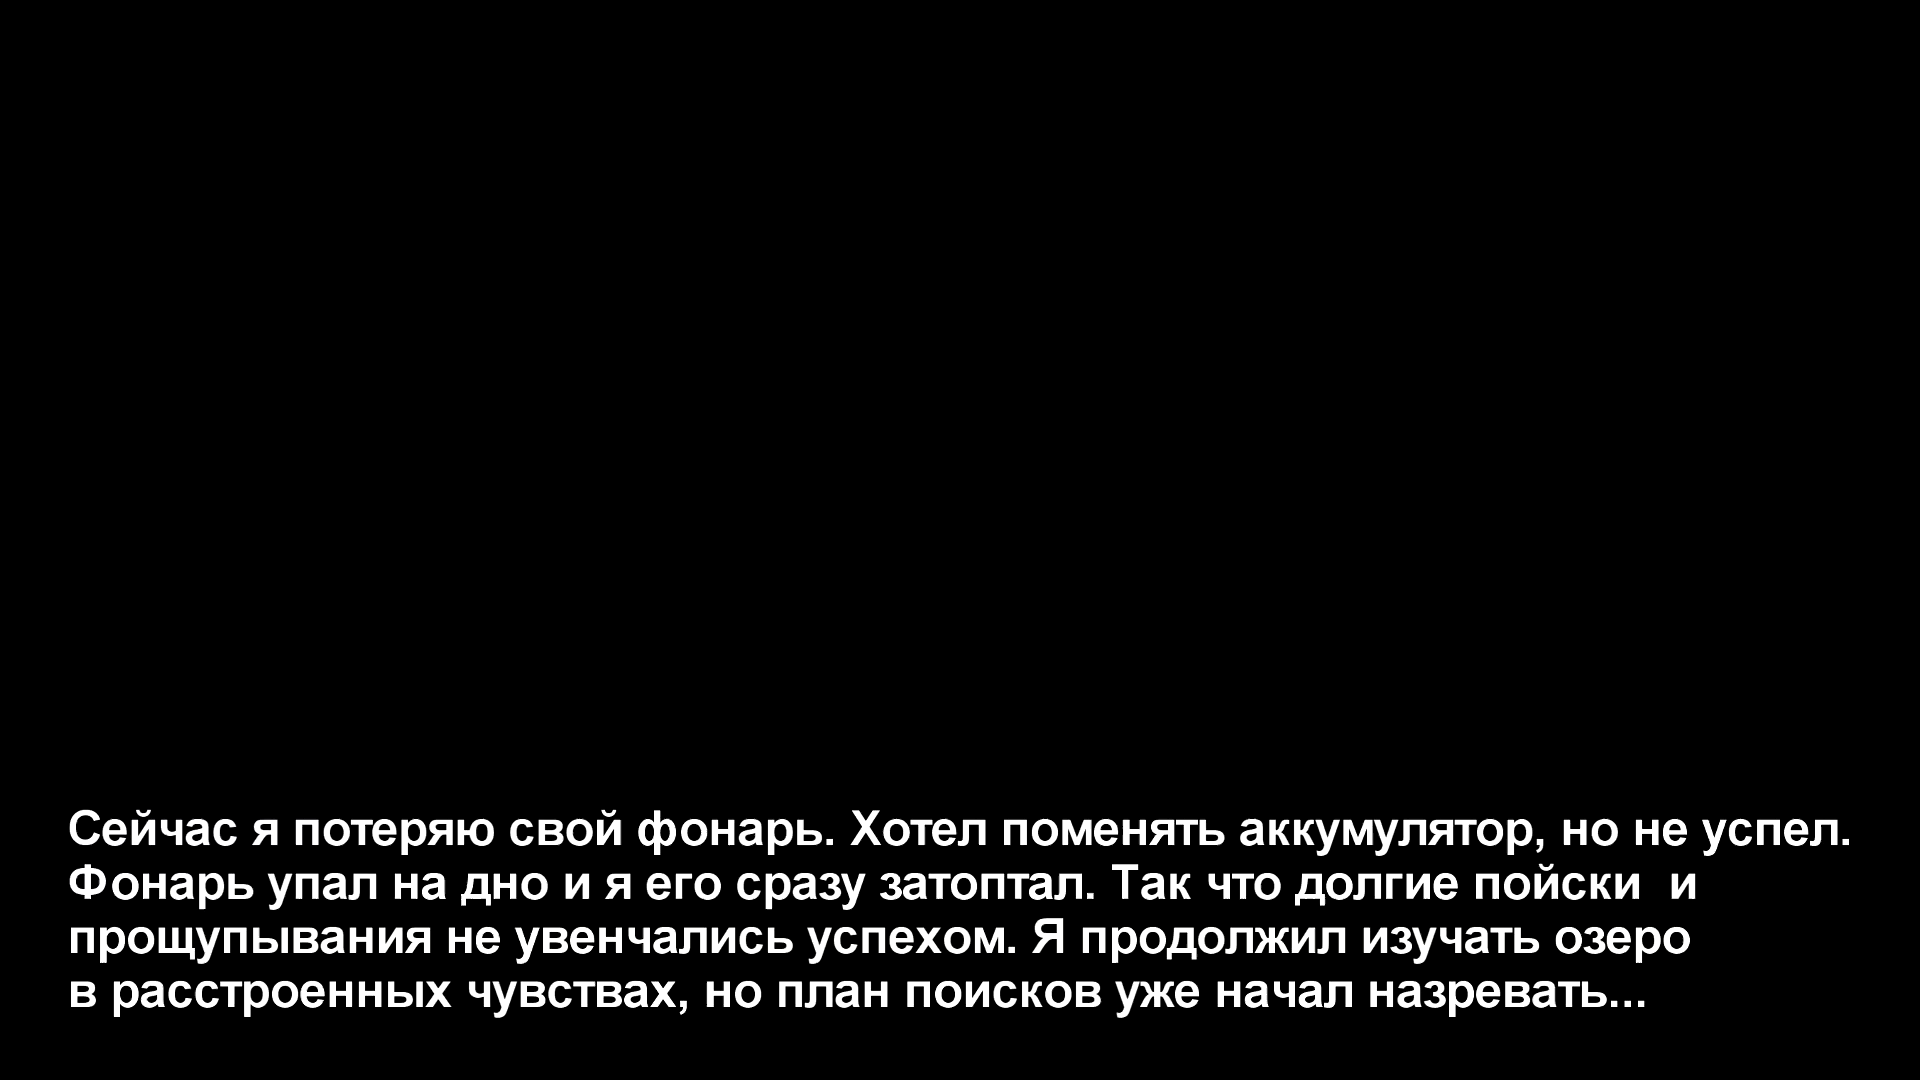 Сейчас я потеряю свой фонарь. Хотел поменять аккумулятор, но не успел.
Фонарь упал на дно и я его сразу затоптал. Так что долгие пойски  и
прощупывания не увенчались успехом. Я продолжил изучать озеро
в расстроенных чувствах, но план поисков уже начал назревать...